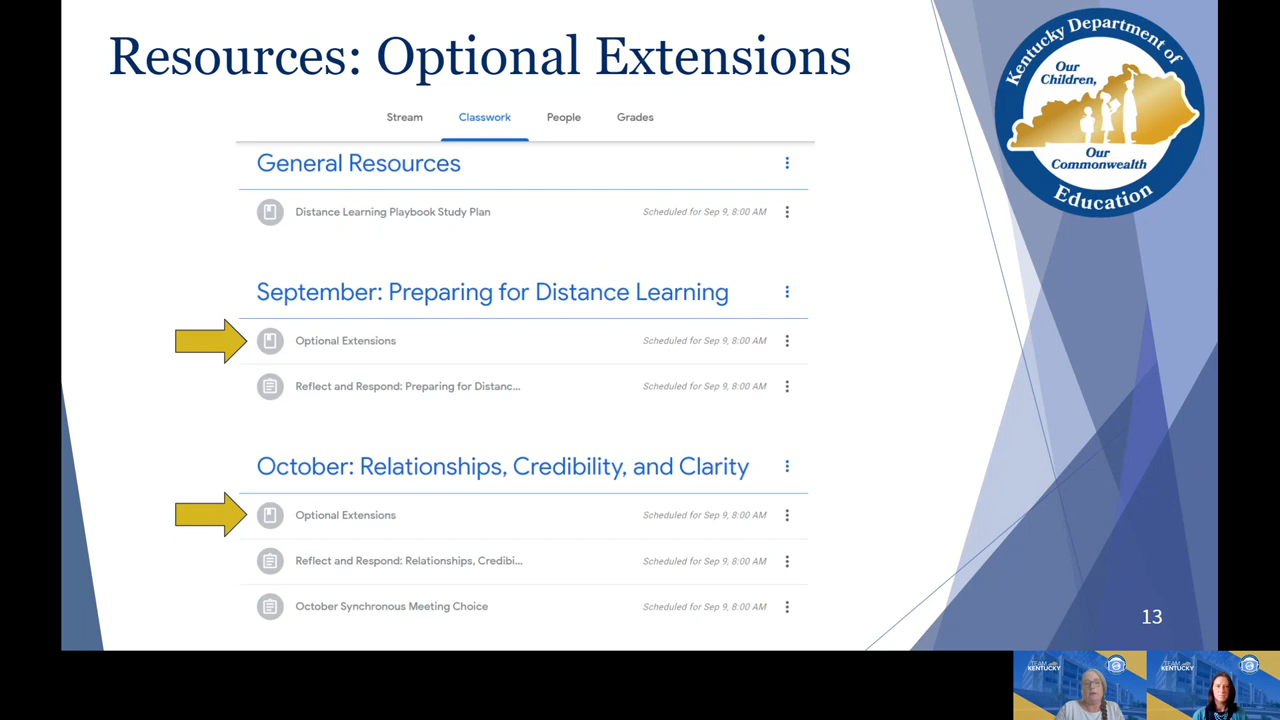 Resources: Optional Extensions
Kentucky Department of
Education
Our
Children,
Our
Commonwealth
Stream Classwork People Grades
General Resources
Distance Learning Playbook Study Plan Scheduled for Sep 9, 8:00 AM
September: Preparing for Distance Learning
Optional Extensions Scheduled for Sep 9, 8:00 AM
Reflect and Respond: Preparing for Distanc... Scheduled for Sep 9, 8:00 AM
October: Relationships, Credibility, and Clarity
Optional Extensions Scheduled for Sep 9, 8:00 AM
Reflect and Respond: Relationships, Credibi... Scheduled for Sep 9, 8:00 AM
October Synchronous Meeting Choice Scheduled for Sep 9, 8:00 AM
13
TEAM
KENTUCKY
TEAM
KENTUCKY